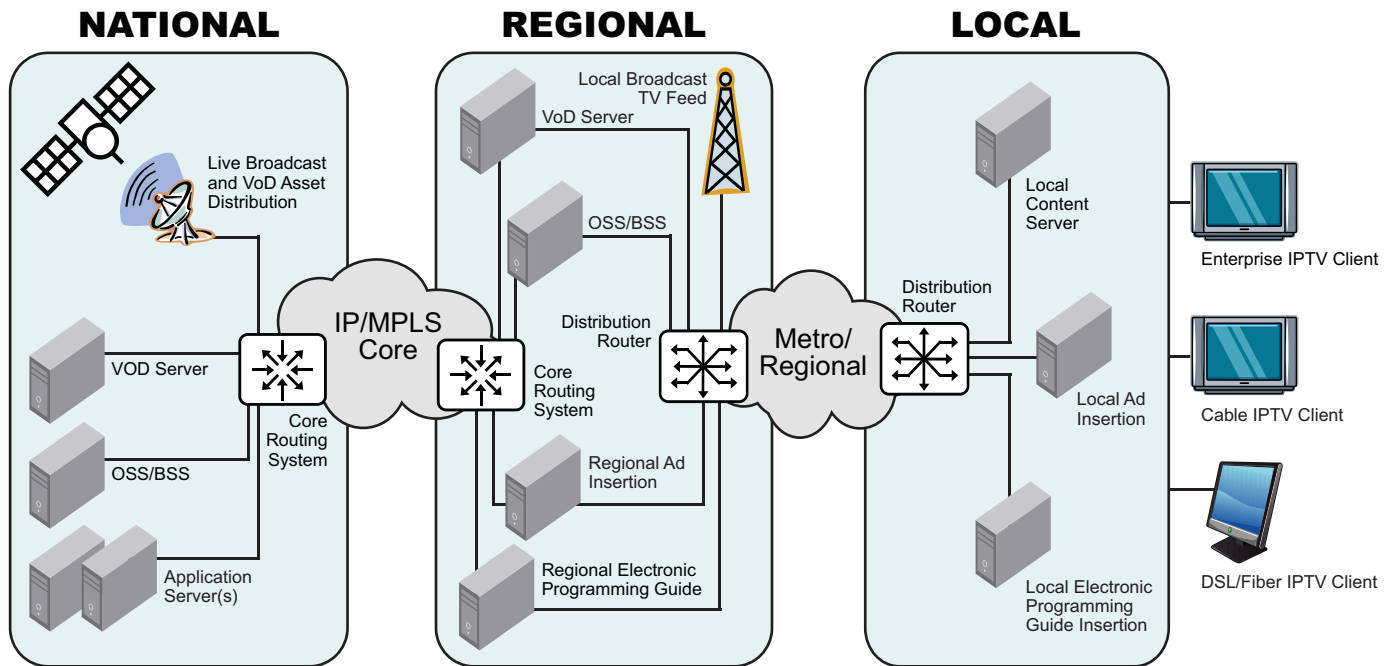 NATIONAL
REGIONAL
LOCAL
Live Broadcast
and VoD Asset
Distribution
VOD Server
OSS/BSS
Application
Server(s)
Core
Routing
System
IP/MPLS
Core
Local Broadcast
TV Feed
VoD Server
OSS/BSS
Distribution
Router
Core
Routing
System
Regional Ad
Insertion
Regional Electronic
Programming Guide
Metro/
Regional
Distribution
Router
Local
Content
Server
Local Ad
Insertion
Local Electronic
Programming
Guide Insertion
Enterprise IPTV Client
Cable IPTV Client
DSL/Fiber IPTV Client